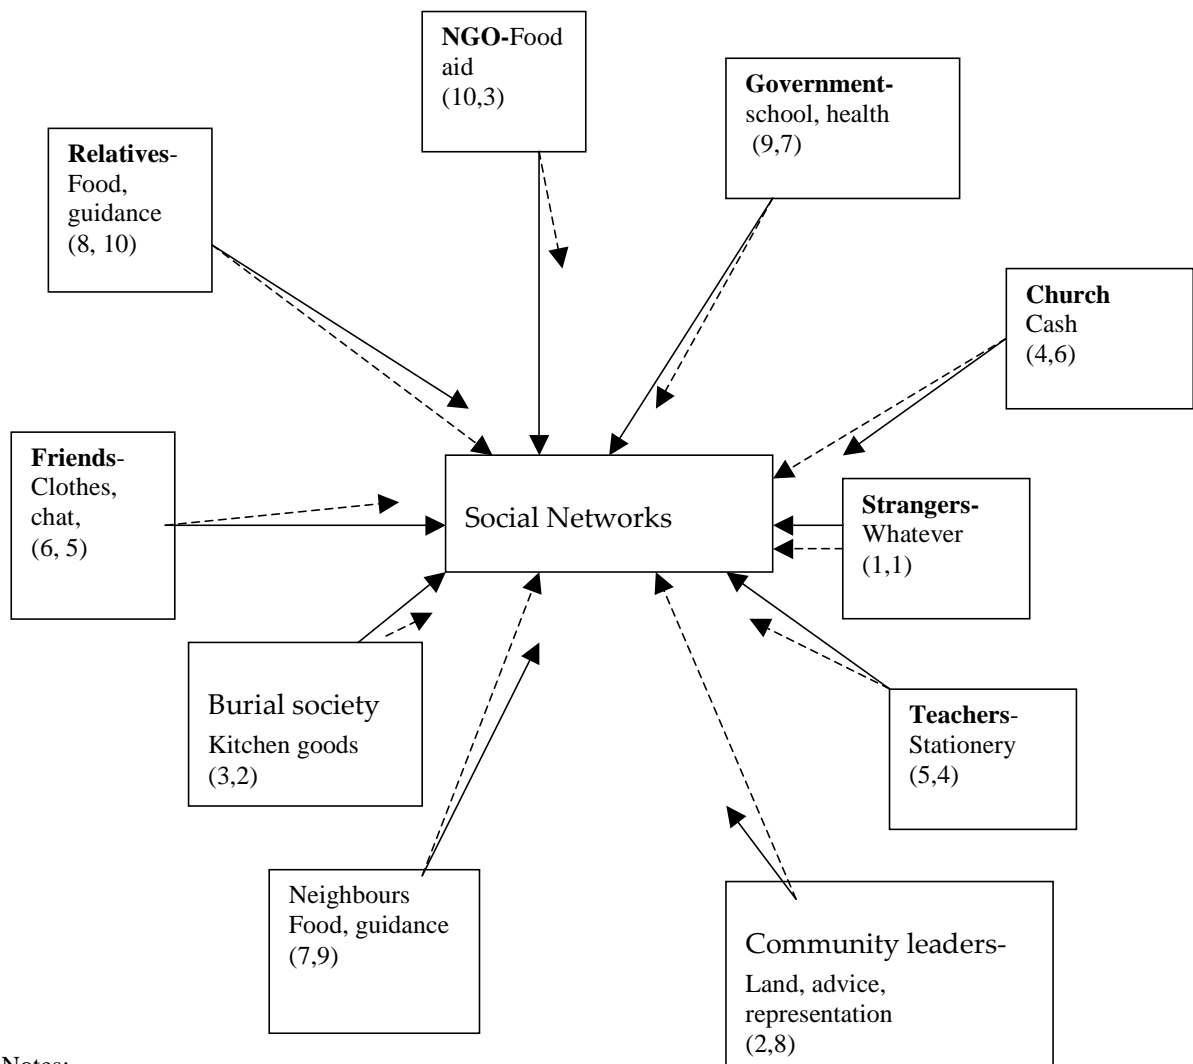 NGO-Food
aid
(10,3)
Government-
school, health
(9,7)
Relatives-
Food,
guidance
(8, 10)
Church
Cash
(4,6)
Friends-
Clothes,
chat,
(6, 5)
Social Networks
Strangers-
Whatever
(1,1)
Burial society
Kitchen goods
(3,2)
Teachers-
Stationery
(5,4)
Neighbours
Food, guidance
(7,9)
Community leaders-
Land, advice,
representation
(2,8)
Notes: